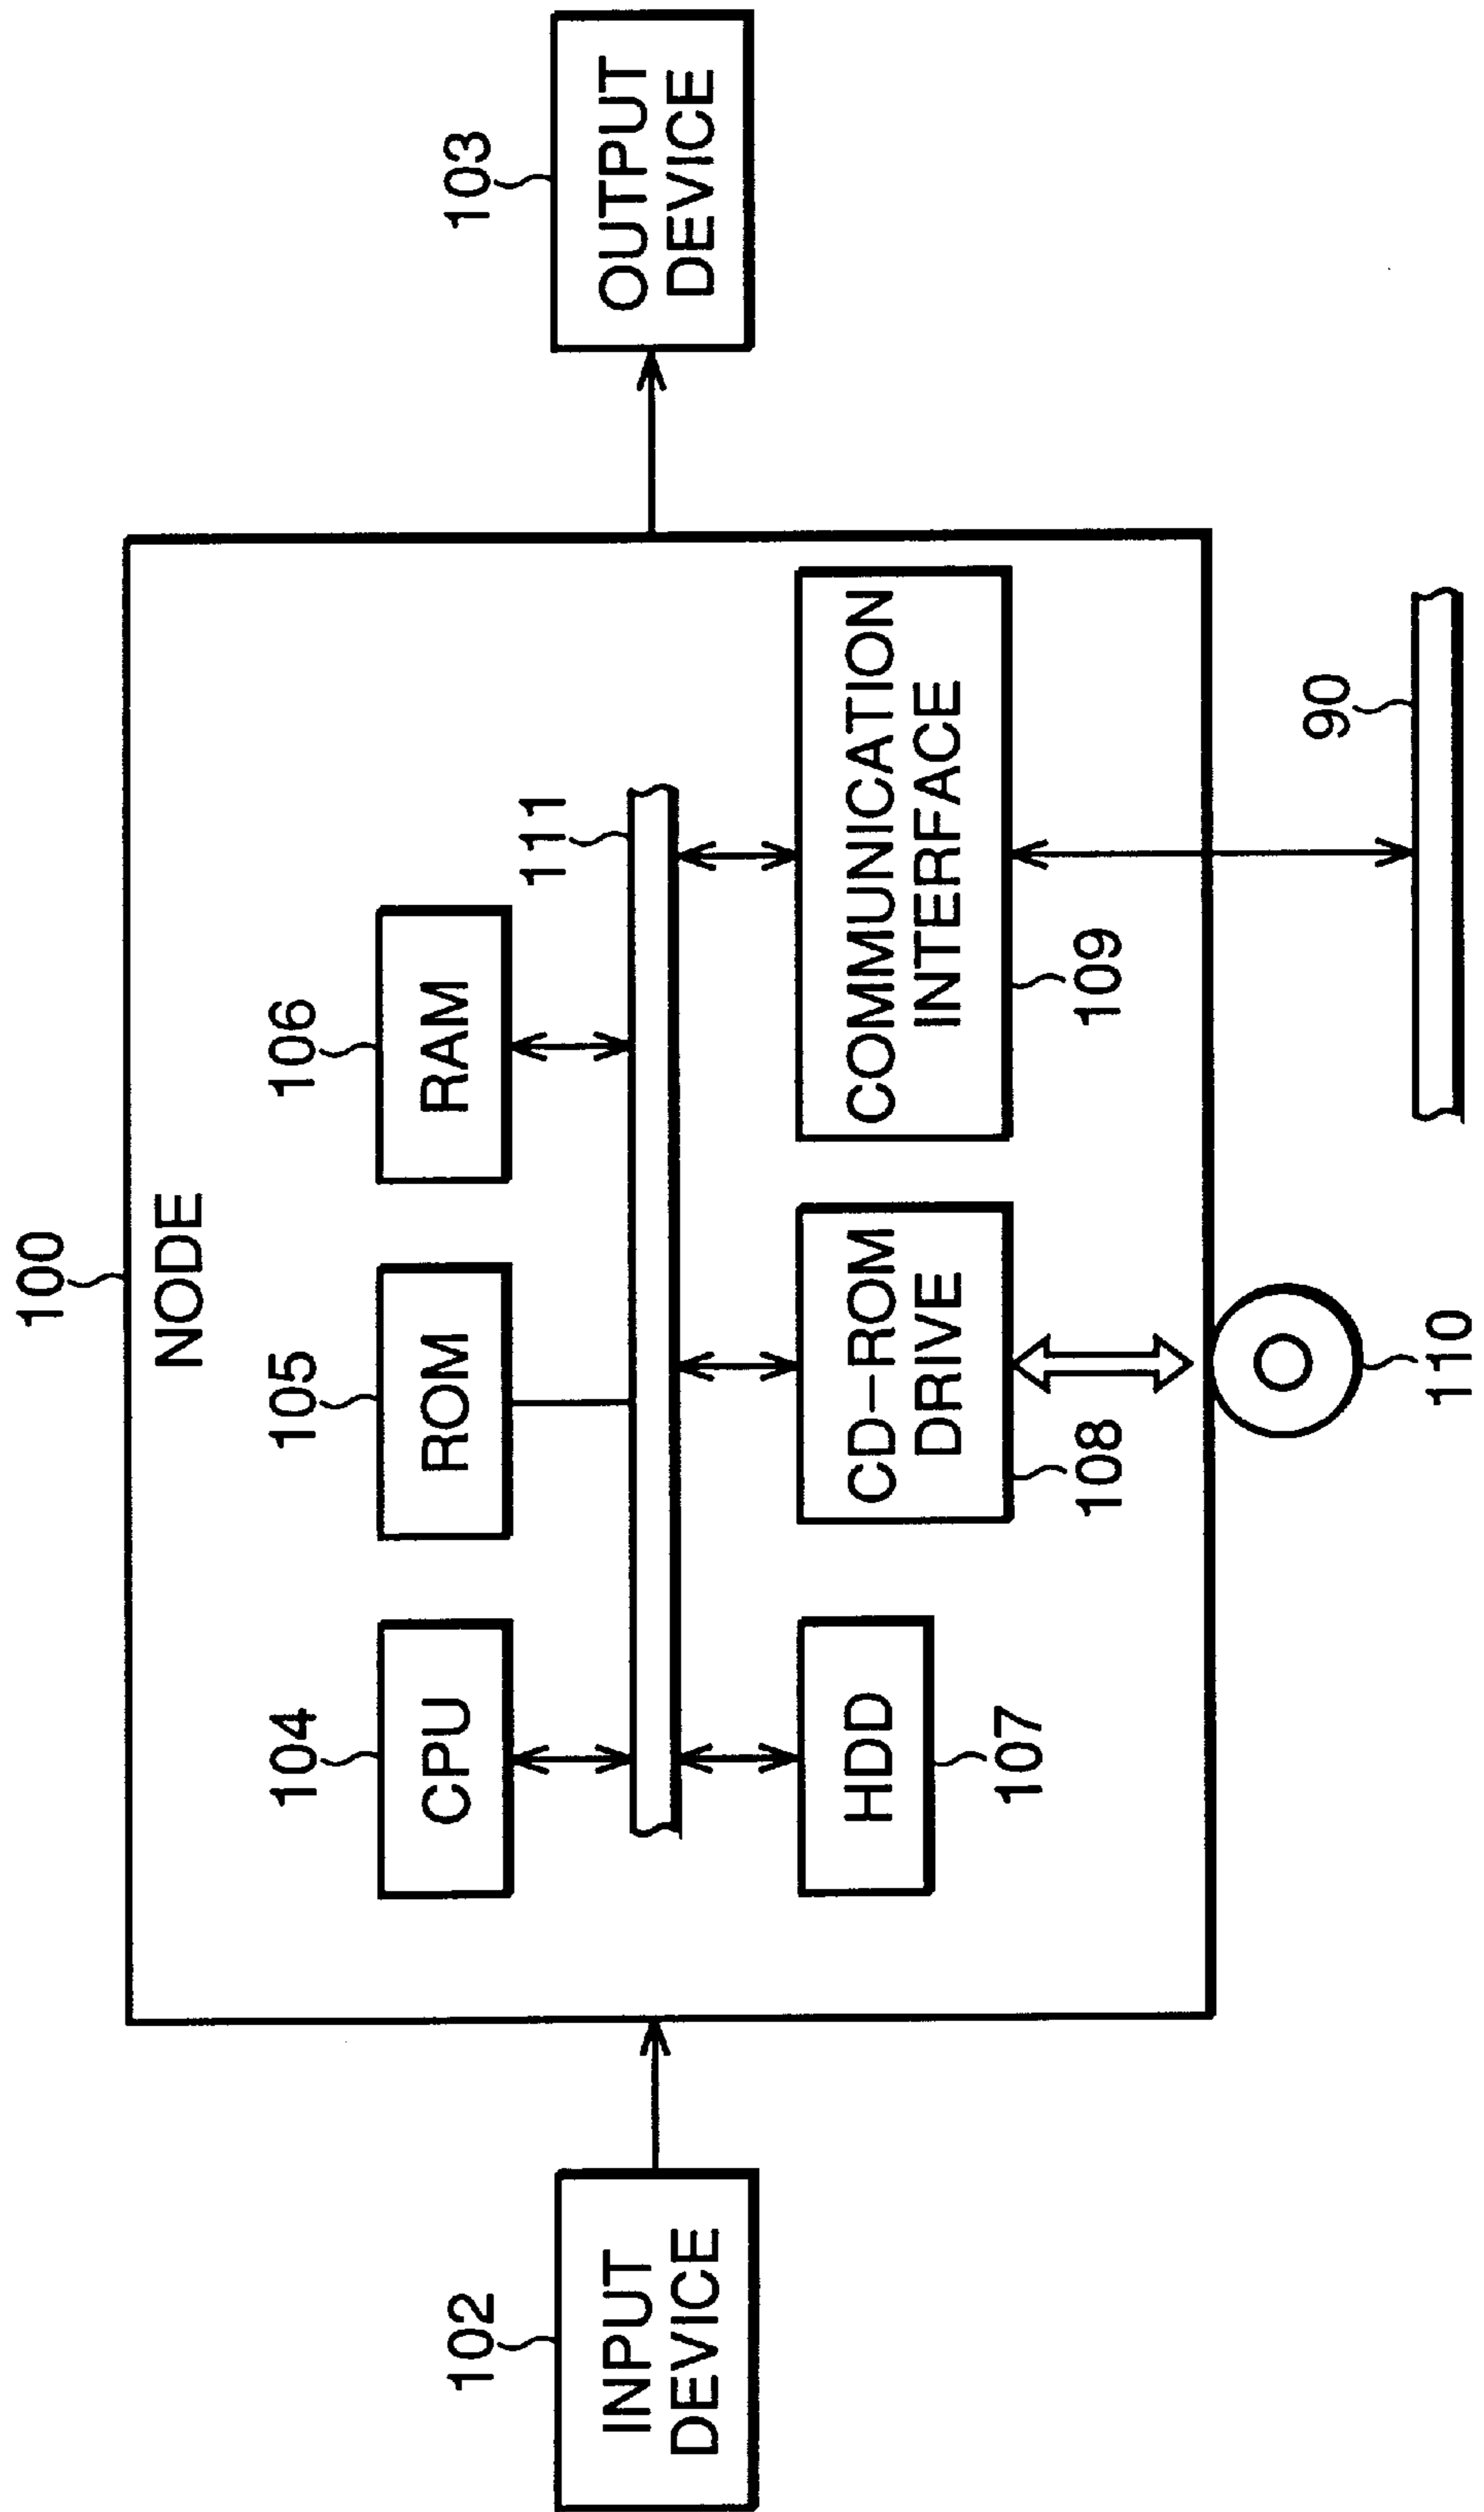 100
NODE
104
CPU
105
ROM
106
RAM
111
102
INPUT
DEVICE
103
OUTPUT
DEVICE
HDD
107
CD-ROM
DRIVE
108
COMMUNICATION
INTERFACE
109
110
90